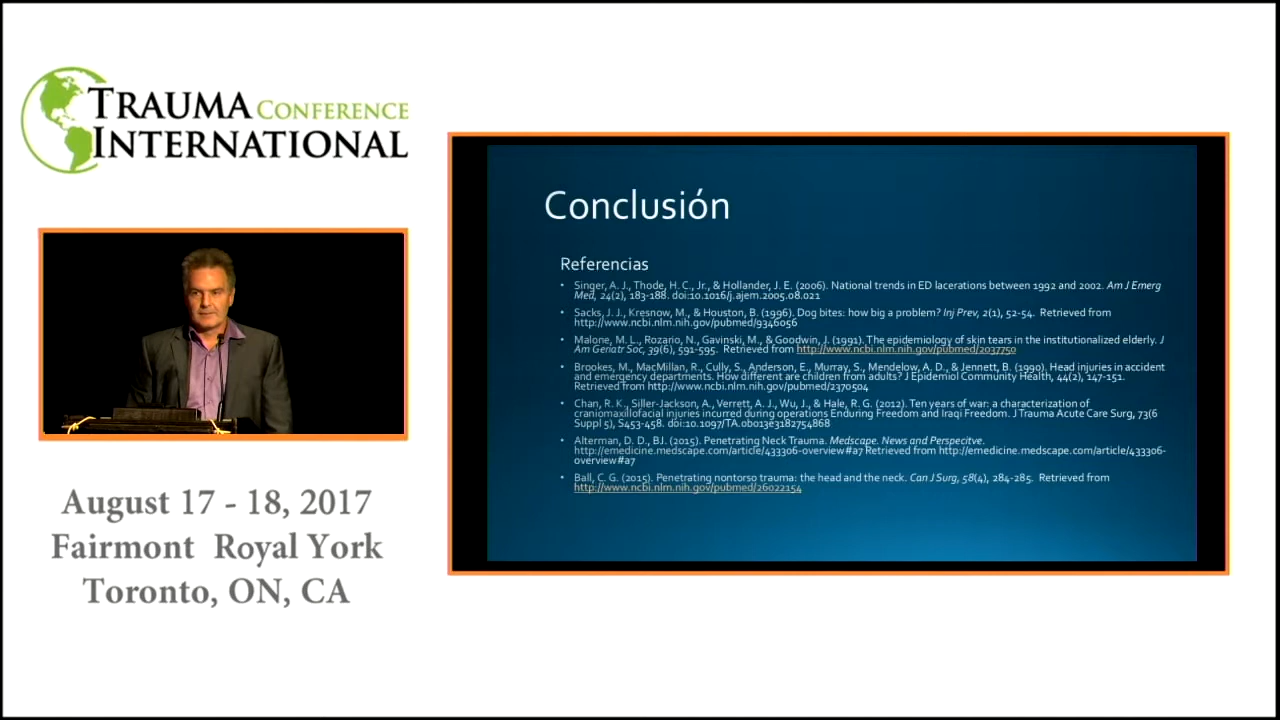 TRAUMA CONFERENCE
INTERNATIONAL
August 17 - 18, 2017
Fairmont Royal York
Toronto, ON, CA
Conclusión
Referencias
• Singer, A. J., Thode, H. C., Jr., & Hollander, J. E. (2006). National trends in ED lacerations between 1992 and 2002. Am J Emerg
Med, 24(2), 183-188. doi:10.1016/j.ajem.2005.08.021
• Sacks, J. J., Kresnow, M., & Houston, B. (1996). Dog bites: how big a problem? Inj Prev, 2(1), 52-54. Retrieved from
http://www.ncbi.nlm.nih.gov/pubmed/9346056
• Malone, M. L., Rozario, N., Gavinski, M., & Goodwin, J. (1991). The epidemiology of skin tears in the institutionalized elderly. J
Am Geriatr Soc, 39(6), 591-595. Retrieved from http://www.ncbi.nlm.nih.gov/pubmed/2037750
• Brookes, M., MacMillan, R., Cully, S., Anderson, E., Murray, S., Mendelow, A. D., & Jennett, B. (1990). Head injuries in accident
and emergency departments. How different are children from adults? J Epidemiol Community Health, 44(2), 147-151.
Retrieved from http://www.ncbi.nlm.nih.gov/pubmed/2370504
• Chan, R. K., Siller-Jackson, A., Verrett, A. J., Wu, J., & Hale, R. G. (2012). Ten years of war: a characterization of
craniomaxillofacial injuries incurred during operations Enduring Freedom and Iraqi Freedom. J Trauma Acute Care Surg, 73(6
Suppl 5), S453-458. doi:10.1097/TA.0b013e3182754868
• Alterman, D. D., BJ. (2015). Penetrating Neck Trauma. Medscape. News and Perspecitve.
http://emedicine.medscape.com/article/433306-overview#a7 Retrieved from http://emedicine.medscape.com/article/433306-
overview#a7
• Ball, C. G. (2015). Penetrating nontorso trauma: the head and the neck. Can J Surg, 58(4), 284-285. Retrieved from
http://www.ncbi.nlm.nih.gov/pubmed/26022154